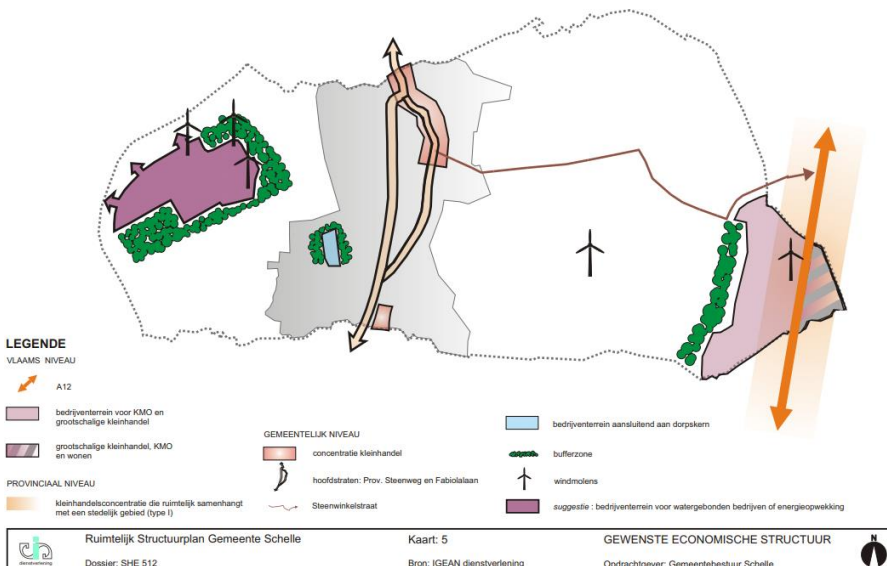 LEGENDE
VLAAMS NIVEAU
A12
bedrijventerrein voor KMO en
grootschalige kleinhandel
grootschalige kleinhandel, KMO
en wonen
PROVINCIAAL NIVEAU
kleinhandelsconcentratie die ruimtelijk samenhangt
met een stedelijk gebied (type I)
GEMEENTELIJK NIVEAU
concentratie kleinhandel
hoofdstraten: Prov. Steenweg en Fabiolalaan
Steenwinkelstraat
bedrijventerrein aansluitend aan dorpskern
bufferzone
windmolens
suggestie : bedrijventerrein voor watergebonden bedrijven of energieopwekking
dienstverlening
Ruimtelijk Structuurplan Gemeente Schelle
Dossier: SHE 512
Kaart: 5
Bron: IGEAN dienstverlening
GEWENSTE ECONOMISCHE STRUCTUUR
Opdrachtgever: Gemeentebestuur Schelle
N